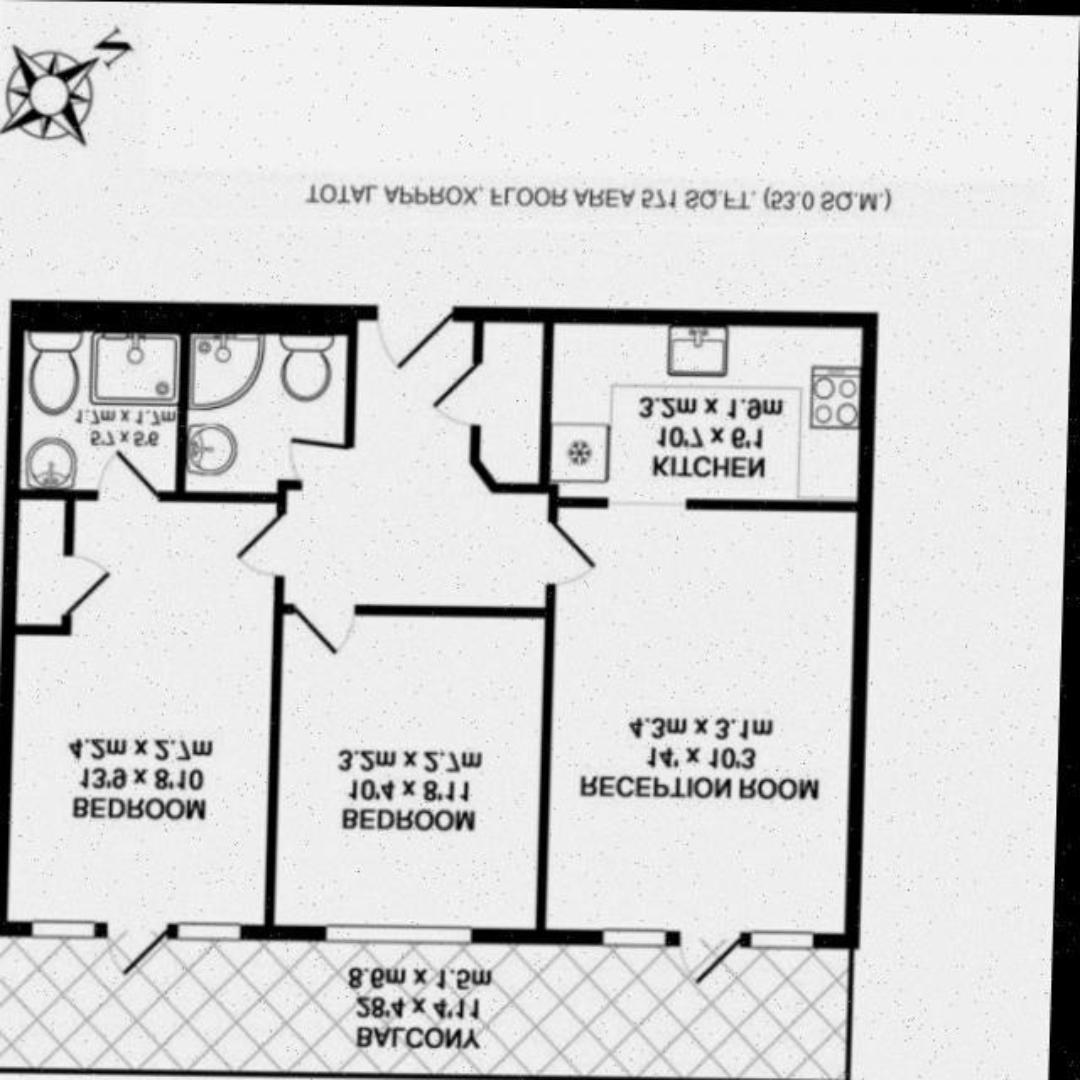 BALCONY
28'4 x 4'11
8.6m x 1.5m
BEDROOM
13'9 x 8'10
4.2m x 2.7m
BEDROOM
10'4 x 8'11
3.2m x 2.7m
RECEPTION ROOM
14' x 10'3
4.3m x 3.1m
KITCHEN
10'7 x 6'1
3.2m x 1.9m
5'7 x 5'6
1.7m x 1.7m
TOTAL APPROX. FLOOR AREA 571 SQ.FT. (53.0 SQ.M.)
N